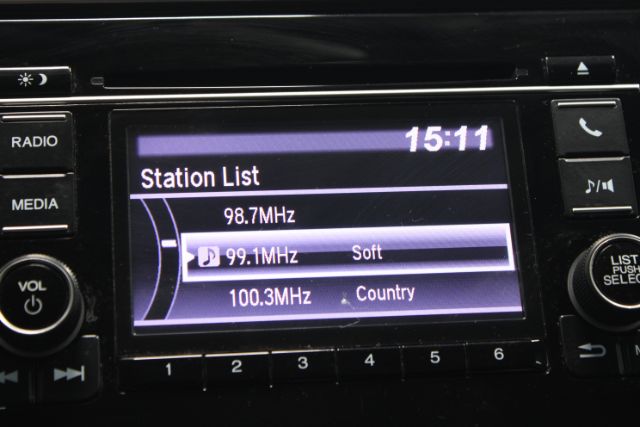 15:11
RADIO
Station List
98.7MHz
MEDIA
99.1MHz Soft
LIST
PUSH
SELEC
VOL
100.3MHz Country
1 2 3 4 5 6